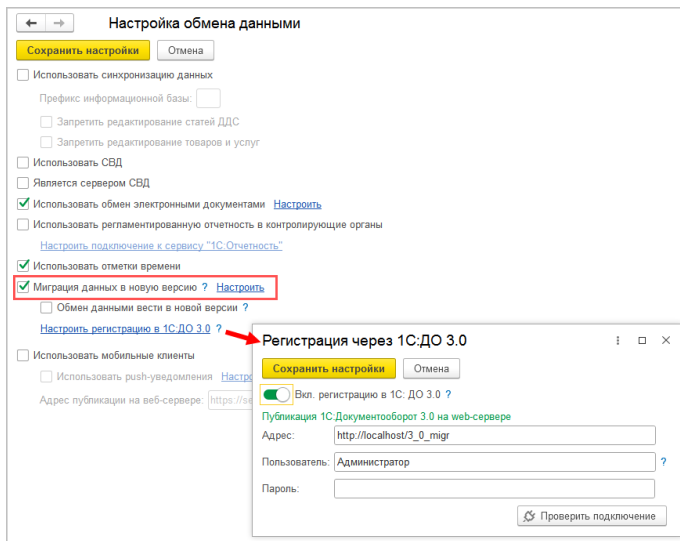 Настройка обмена данными
Сохранить настройки Отмена
Использовать синхронизацию данных
Префикс информационной базы:
Запретить редактирование статей ДДС
Запретить редактирование товаров и услуг
Использовать СВД
Является сервером СВД
Использовать обмен электронными документами Настроить
Использовать регламентированную отчетность в контролирующие органы
Настроить подключение к сервису "1С:Отчетность"
Использовать отметки времени
Миграция данных в новую версию ? Настроить
Обмен данными вести в новой версии ?
Настроить регистрацию в 1С:ДО 3.0 ?
Использовать мобильные клиенты
Использовать push-уведомления Настро
Адрес публикации на веб-сервере: https://se
Регистрация через 1С:ДО 3.0
Сохранить настройки Отмена
Вкл. регистрацию в 1С: ДО 3.0 ?
Публикация 1С:Документооборот 3.0 на web-сервере
Адрес: http://localhost/3_0_migr
Пользователь: Администратор ?
Пароль:
Проверить подключение